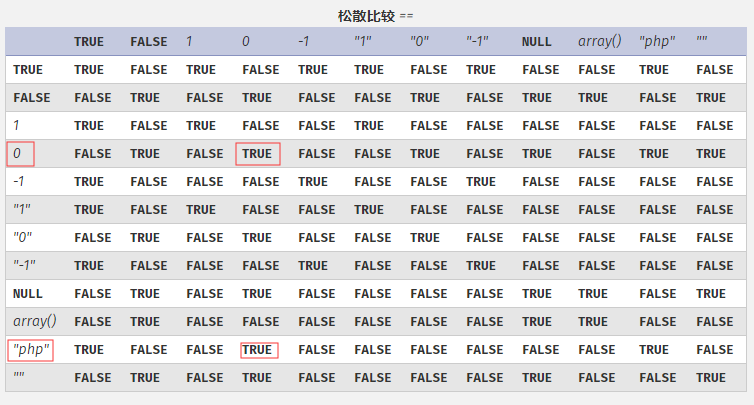 松散比较 ==
TRUE FALSE 1 0 -1 "1" "0" "-1" NULL array() "php" ""
TRUE TRUE FALSE TRUE FALSE TRUE TRUE FALSE TRUE FALSE FALSE TRUE FALSE
FALSE FALSE TRUE FALSE TRUE FALSE FALSE TRUE FALSE TRUE TRUE FALSE TRUE
1 TRUE FALSE TRUE FALSE FALSE TRUE FALSE FALSE FALSE FALSE FALSE FALSE
0 FALSE TRUE FALSE TRUE FALSE FALSE TRUE FALSE TRUE FALSE TRUE TRUE
-1 TRUE FALSE FALSE FALSE TRUE FALSE FALSE TRUE FALSE FALSE FALSE FALSE
"1" TRUE FALSE TRUE FALSE FALSE TRUE FALSE FALSE FALSE FALSE FALSE FALSE
"0" FALSE TRUE FALSE TRUE FALSE FALSE TRUE FALSE FALSE FALSE FALSE FALSE
"-1" TRUE FALSE FALSE FALSE TRUE FALSE FALSE TRUE FALSE FALSE FALSE FALSE
NULL FALSE TRUE FALSE TRUE FALSE FALSE FALSE FALSE TRUE TRUE FALSE TRUE
array() FALSE TRUE FALSE FALSE FALSE FALSE FALSE FALSE TRUE TRUE FALSE FALSE
"php" TRUE FALSE FALSE TRUE FALSE FALSE FALSE FALSE FALSE FALSE TRUE FALSE
"" FALSE TRUE FALSE TRUE FALSE FALSE FALSE FALSE TRUE FALSE FALSE TRUE